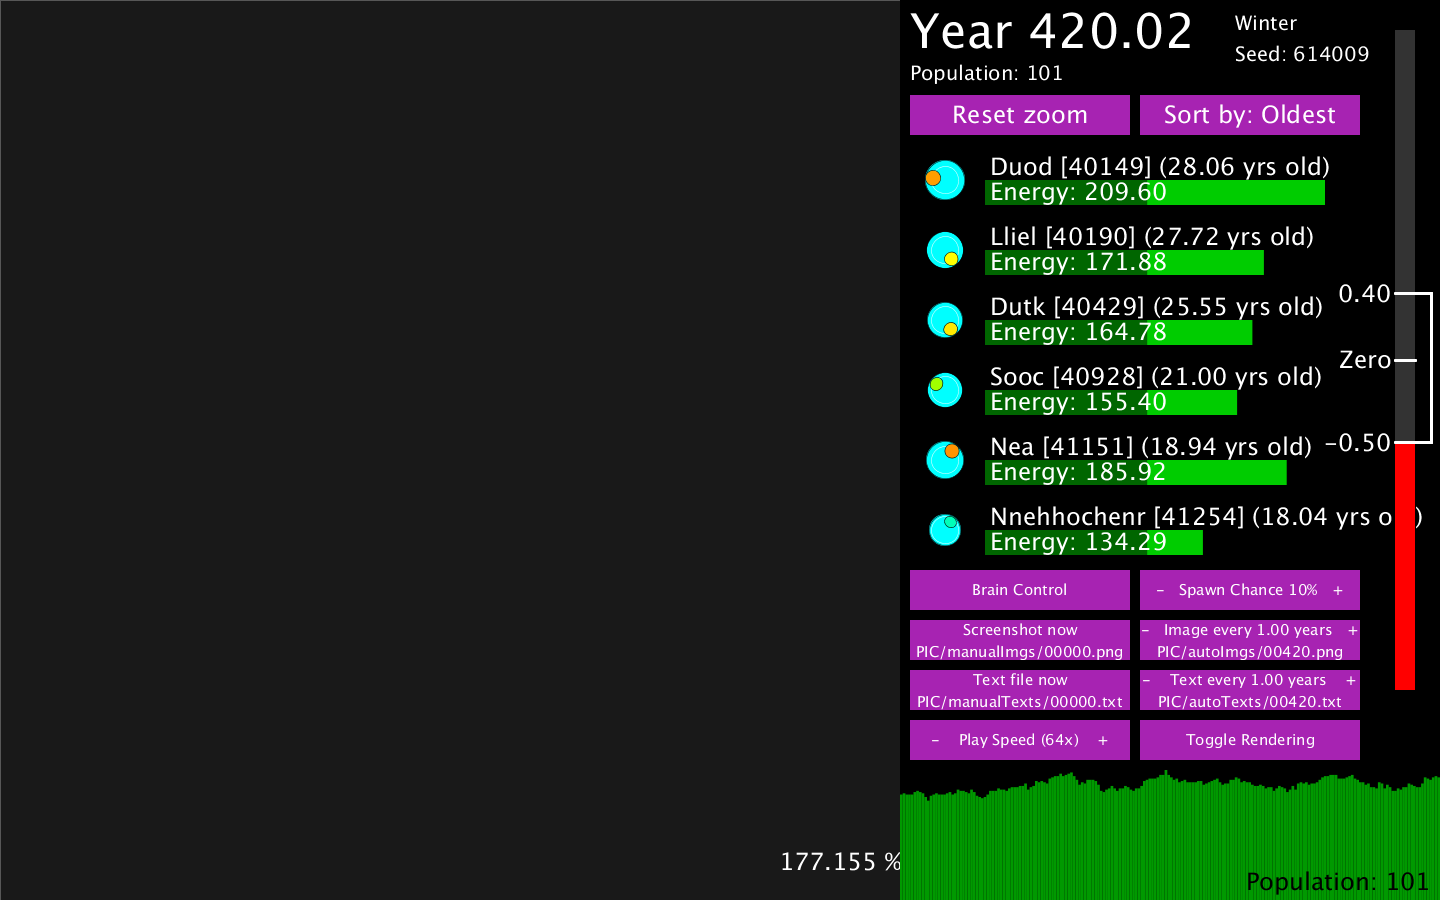 Year 420.02
Winter
Seed: 614009
Population: 101
Reset zoom
Sort by: Oldest
Duod [40149] (28.06 yrs old)
Energy: 209.60
Lliel [40190] (27.72 yrs old)
Energy: 171.88
Dutk [40429] (25.55 yrs old)
Energy: 164.78
Sooc [40928] (21.00 yrs old)
Energy: 155.40
Nea [41151] (18.94 yrs old)
Energy: 185.92
Nnehhochenr [41254] (18.04 yrs o )
Energy: 134.29
0.40
Zero
−0.50
Brain Control
- Spawn Chance 10% +
Screenshot now
PIC/manualImgs/00000.png
- Image every 1.00 years +
PIC/autoImgs/00420.png
Text file now
PIC/manualTexts/00000.txt
- Text every 1.00 years +
PIC/autoTexts/00420.txt
- Play Speed (64x) +
Toggle Rendering
177.155 %
Population: 101